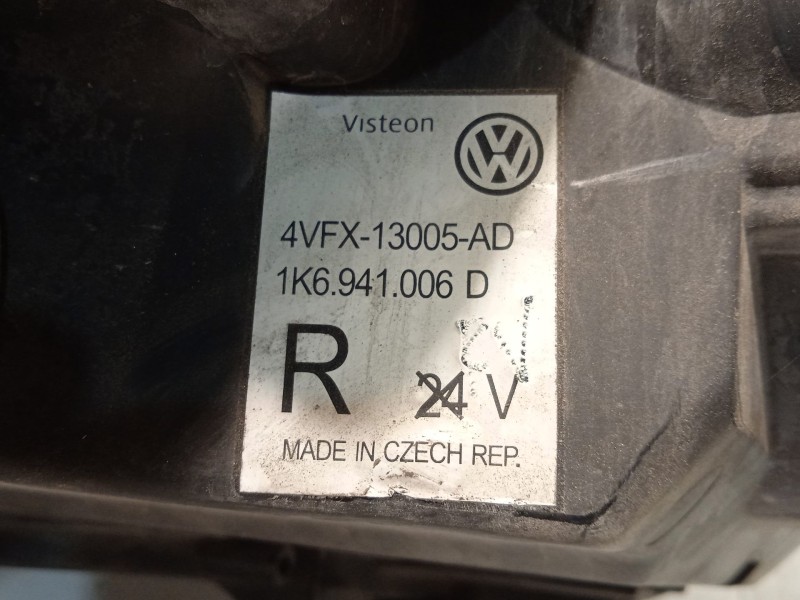 Visteon
4VFX-13005-AD
1K6.941.006 D
R 24 V
MADE IN CZECH REP.